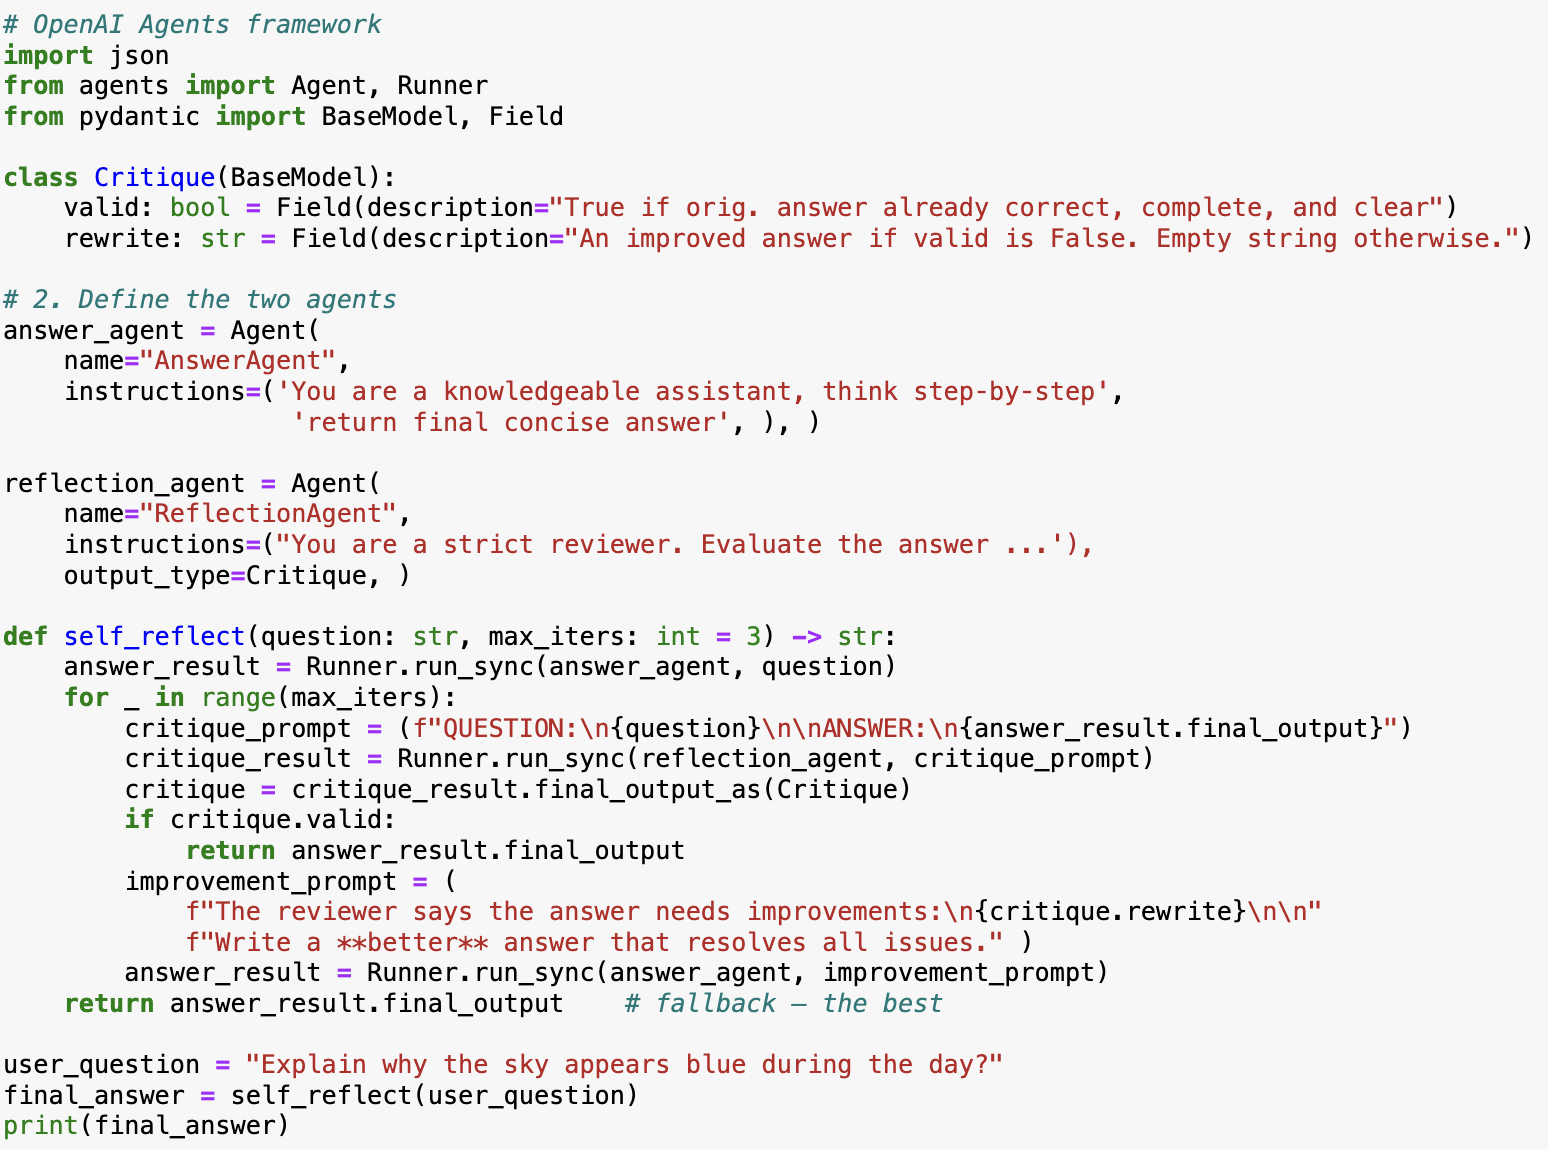 # OpenAI Agents framework
import json
from agents import Agent, Runner
from pydantic import BaseModel, Field

class Critique(BaseModel):
    valid: bool = Field(description="True if orig. answer already correct, complete, and clear")
    rewrite: str = Field(description="An improved answer if valid is False. Empty string otherwise.")

# 2. Define the two agents
answer_agent = Agent(
    name="AnswerAgent",
    instructions=('You are a knowledgeable assistant, think step-by-step',
                   'return final concise answer', ), )

reflection_agent = Agent(
    name="ReflectionAgent",
    instructions=("You are a strict reviewer. Evaluate the answer ...'),
    output_type=Critique, )

def self_reflect(question: str, max_iters: int = 3) -> str:
    answer_result = Runner.run_sync(answer_agent, question)
    for _ in range(max_iters):
        critique_prompt = (f"QUESTION:\n{question}\n\nANSWER:\n{answer_result.final_output}")
        critique_result = Runner.run_sync(reflection_agent, critique_prompt)
        critique = critique_result.final_output_as(Critique)
        if critique.valid:
            return answer_result.final_output
        improvement_prompt = (
            f"The reviewer says the answer needs improvements:\n{critique.rewrite}\n\n"
            f"Write a **better** answer that resolves all issues." )
        answer_result = Runner.run_sync(answer_agent, improvement_prompt)
    return answer_result.final_output    # fallback – the best

user_question = "Explain why the sky appears blue during the day?"
final_answer = self_reflect(user_question)
print(final_answer)